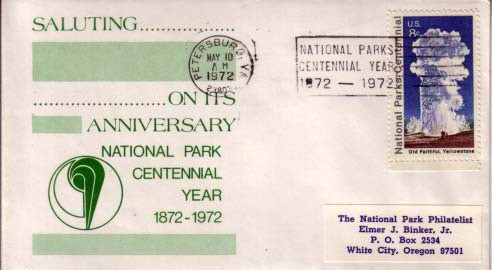 SALUTING..............
........................ON ITS
ANNIVERSARY
NATIONAL PARK
CENTENNIAL
YEAR
1872-1972
PETERSBURG, VA
MAY 10
A M
1972
NATIONAL PARKS
CENTENNIAL YEAR
1872 — 1972
U.S.
8c
National Parks Centennial
Old Faithful, Yellowstone
The National Park Philatelist
Elmer J. Binker, Jr.
P. O. Box 2534
White City, Oregon 97501